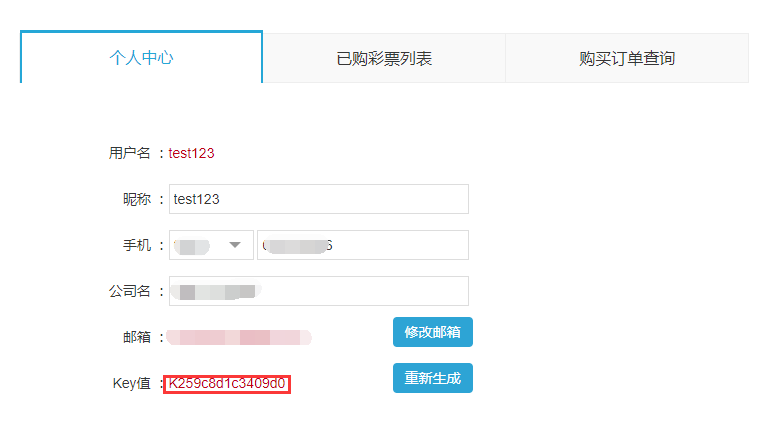 个人中心 已购彩票列表 购买订单查询
用户名 ：test123
昵称 ：test123
手机 ： 6
公司名 ：
邮箱 ： 修改邮箱
Key值 ：K259c8d1c3409d0 重新生成